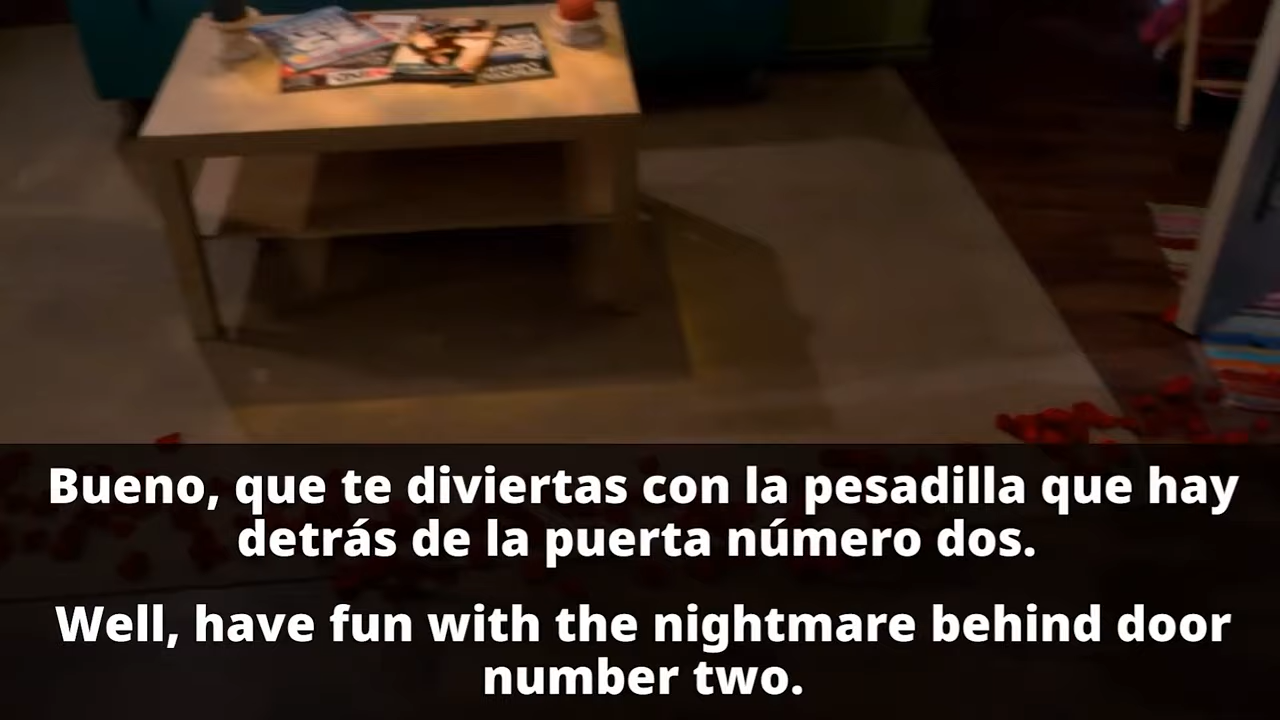 Bueno, que te diviertas con la pesadilla que hay
detrás de la puerta número dos.
Well, have fun with the nightmare behind door
number two.